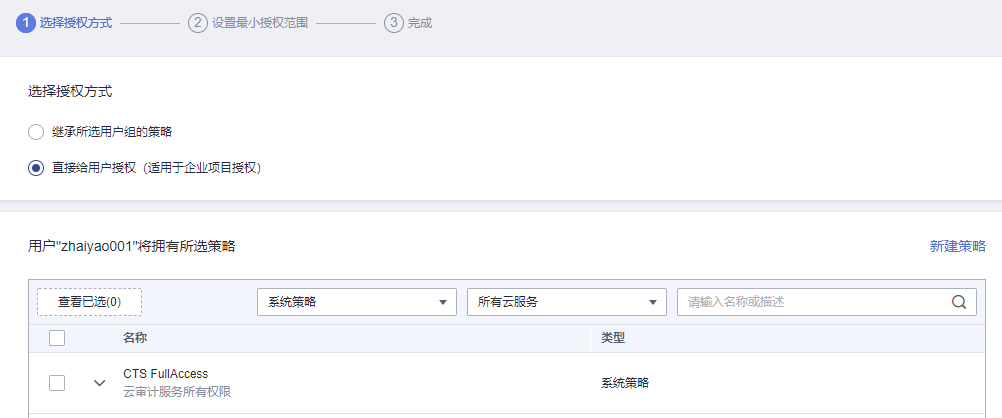 1 选择授权方式 2 设置最小授权范围 3 完成
选择授权方式
继承所选用户组的策略
直接给用户授权（适用于企业项目授权）
用户"zhaiyao001"将拥有所选策略 新建策略
查看已选(0) 系统策略 所有云服务 请输入名称或描述
名称 类型
CTS FullAccess
云审计服务所有权限 系统策略